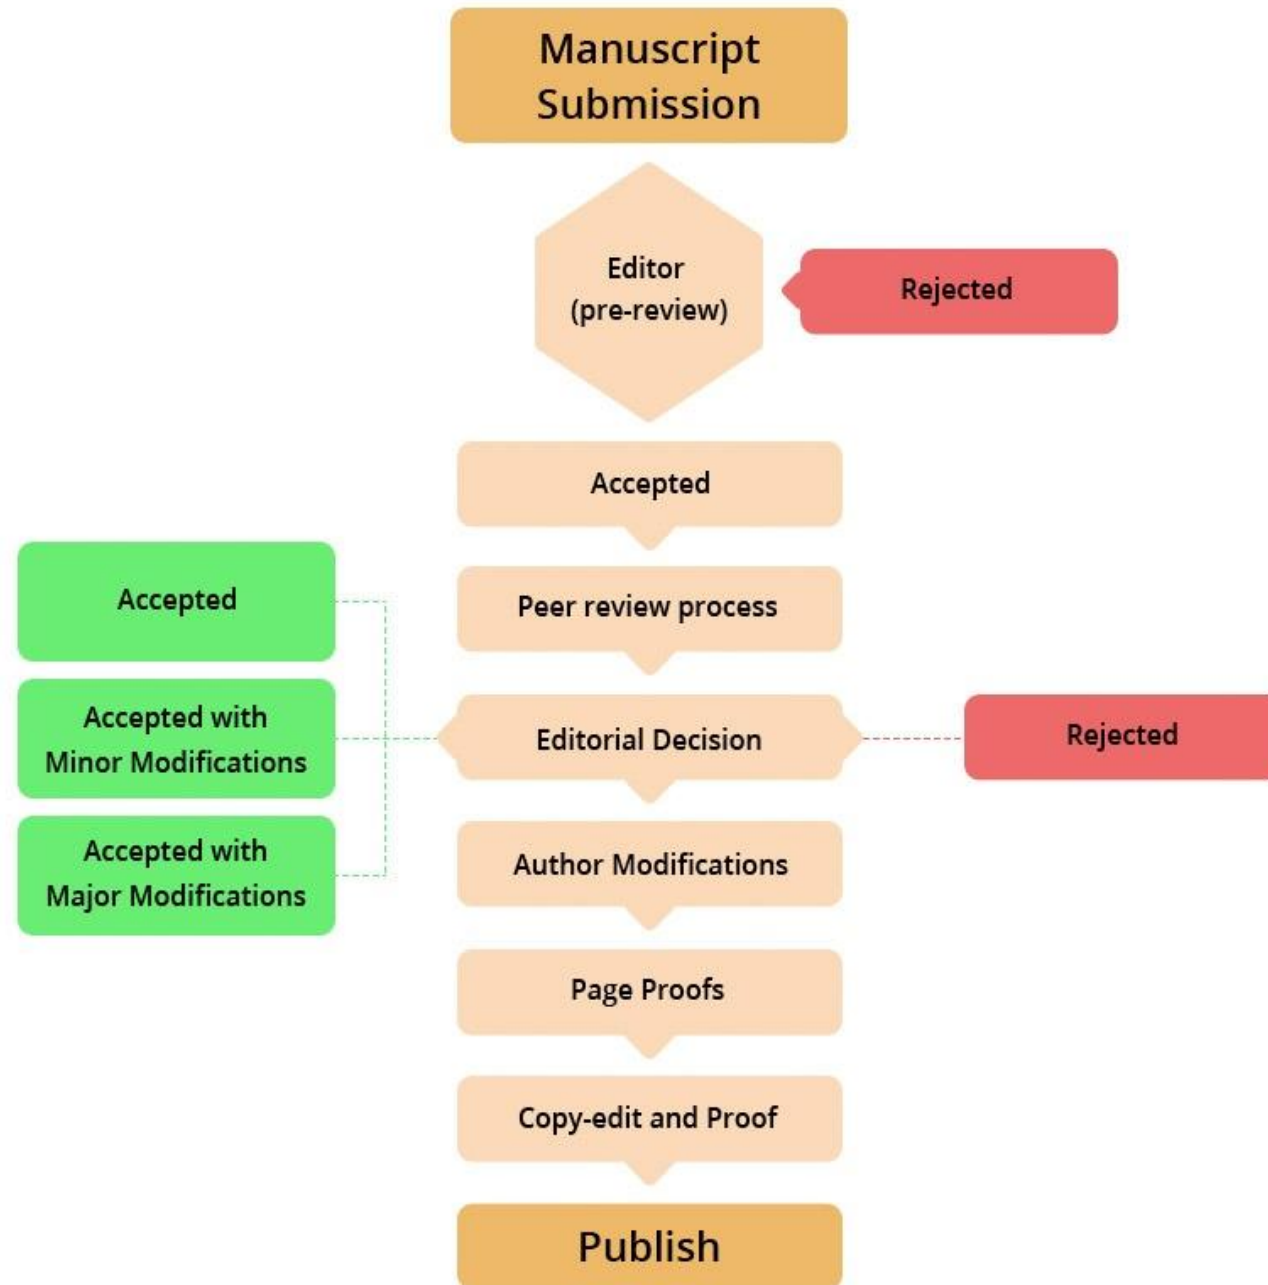 Manuscript
Submission
Editor
(pre-review)
Rejected
Accepted
Peer review process
Accepted
Accepted with
Minor Modifications
Accepted with
Major Modifications
Editorial Decision
Rejected
Author Modifications
Page Proofs
Copy-edit and Proof
Publish